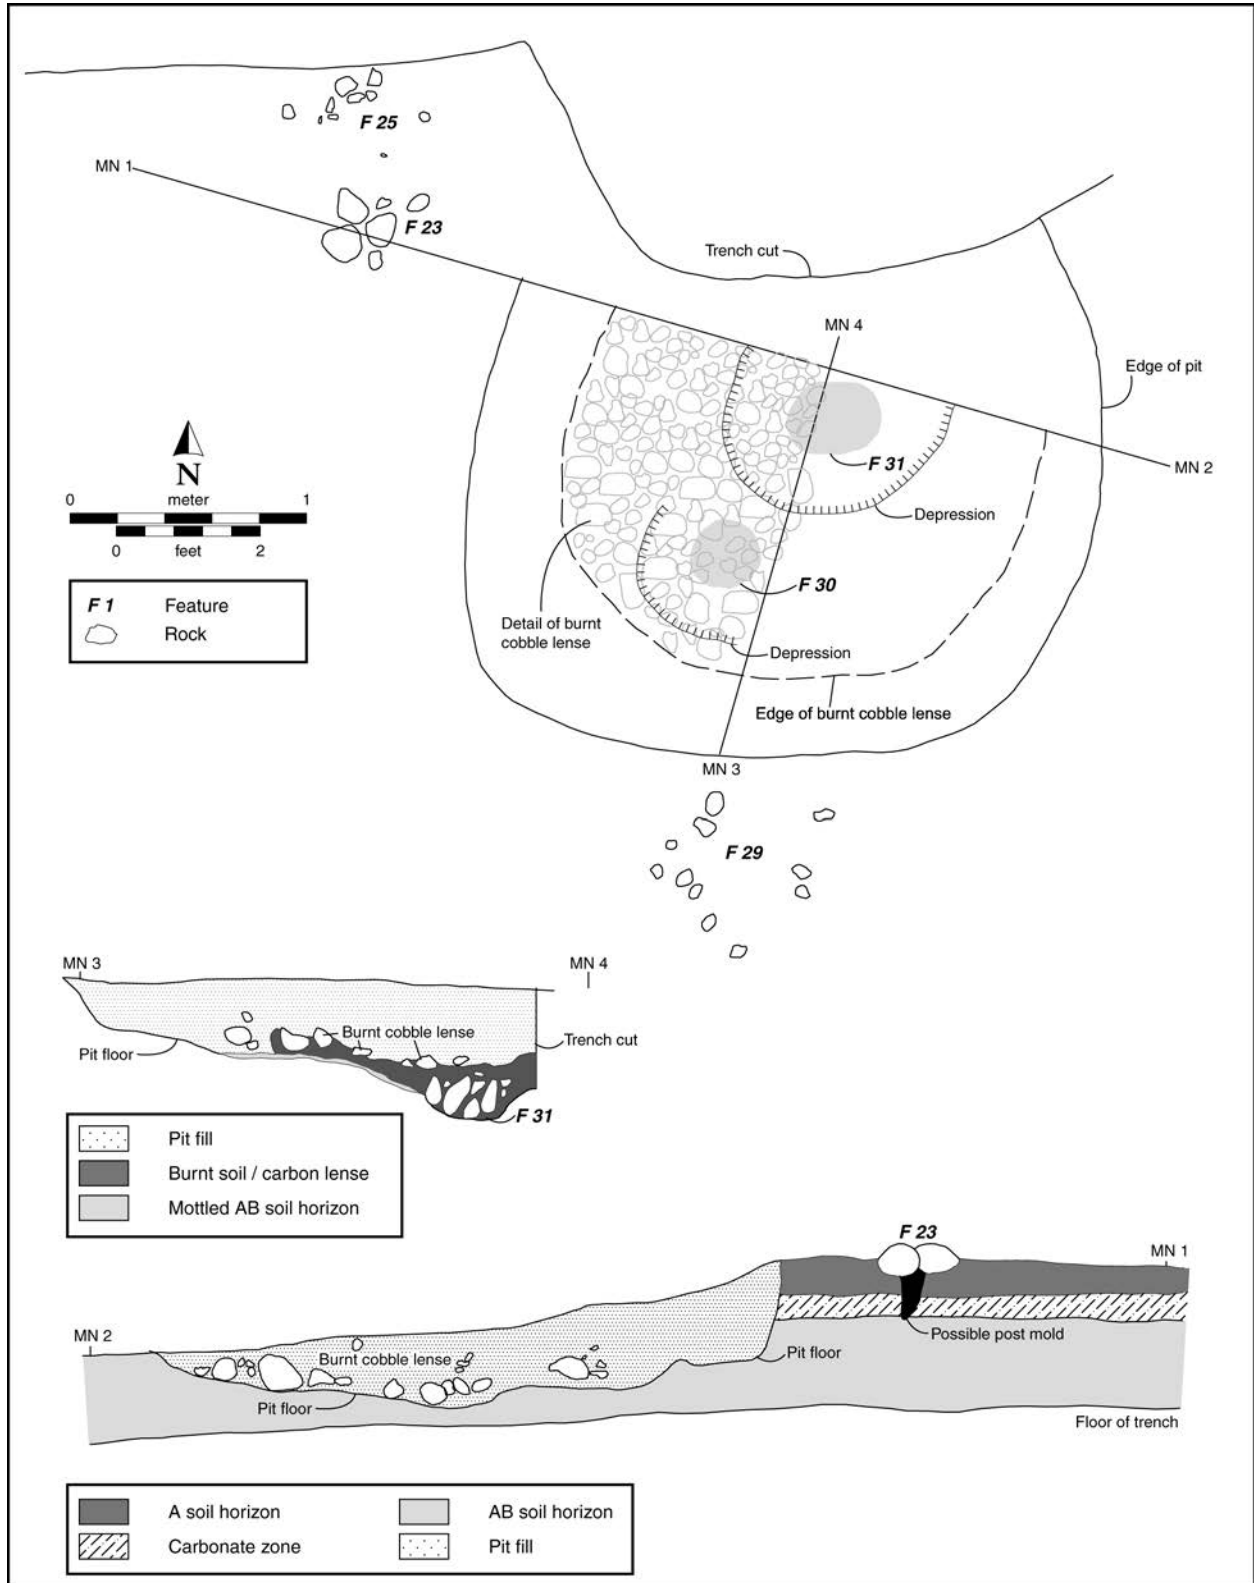 F 25
MN 1
F 23
Trench cut
MN 4
Edge of pit
N
0 meter 1
0 feet 2
F 31
MN 2
Depression
F 30
F 1 Feature
Rock
Detail of burnt
cobble lense
Depression
Edge of burnt cobble lense
MN 3
F 29
MN 3
MN 4
Burnt cobble lense
Trench cut
Pit floor
F 31
Pit fill
Burnt soil / carbon lense
Mottled AB soil horizon
F 23
MN 1
MN 2
Possible post mold
Burnt cobble lense
Pit floor
Pit floor
Floor of trench
A soil horizon
AB soil horizon
Carbonate zone
Pit fill